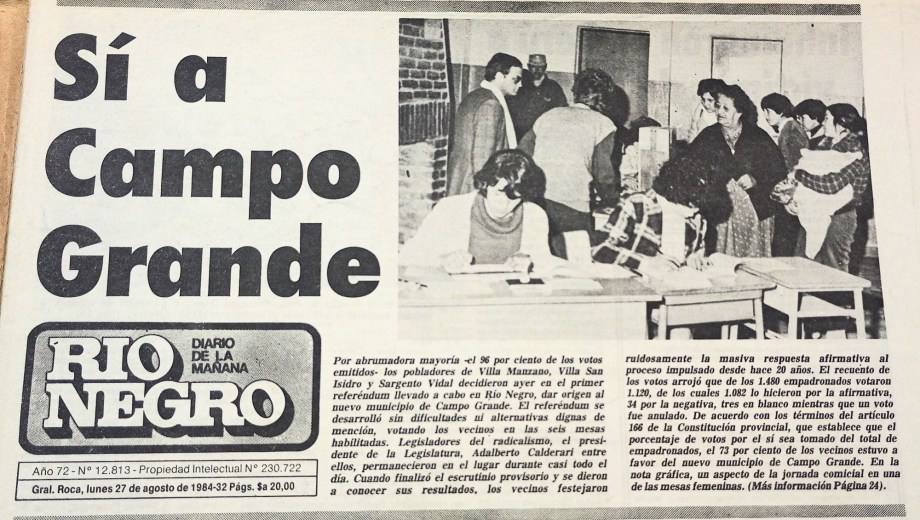 Sí a
Campo
Grande
RIO
NEGRO
DIARIO
DE LA
MAÑANA
Año 72 - N° 12.813 - Propiedad Intelectual N° 230.722
Gral. Roca, lunes 27 de agosto de 1984-32 Págs. $a 20,00
Por abrumadora mayoría -el 96 por ciento de los votos
emitidos- los pobladores de Villa Manzano, Villa San
Isidro y Sargento Vidal decidieron ayer en el primer
referéndum llevado a cabo en Río Negro, dar origen al
nuevo municipio de Campo Grande. El referéndum se
desarrolló sin dificultades ni alternativas dignas de
mención, votando los vecinos en las seis mesas
habilitadas. Legisladores del radicalismo, el presi-
dente de la Legislatura, Adalberto Calderari entre
ellos, permanecieron en el lugar durante casi todo el
día. Cuando finalizó el escrutinio provisorio y se dieron
a conocer sus resultados, los vecinos festejaron
ruidosamente la masiva respuesta afirmativa al
proceso impulsado desde hace 20 años. El recuento de
los votos arrojó que de los 1.480 empadronados votaron
1.120, de los cuales 1.082 lo hicieron por la afirmativa,
34 por la negativa, tres en blanco mientras que un voto
fue anulado. De acuerdo con los términos del artículo
166 de la Constitución provincial, que establece que el
porcentaje de votos por el sí sea tomado del total de
empadronados, el 73 por ciento de los vecinos estuvo a
favor del nuevo municipio de Campo Grande. En la
nota gráfica, un aspecto de la jornada comicial en una
de las mesas femeninas. (Más información Página 24).